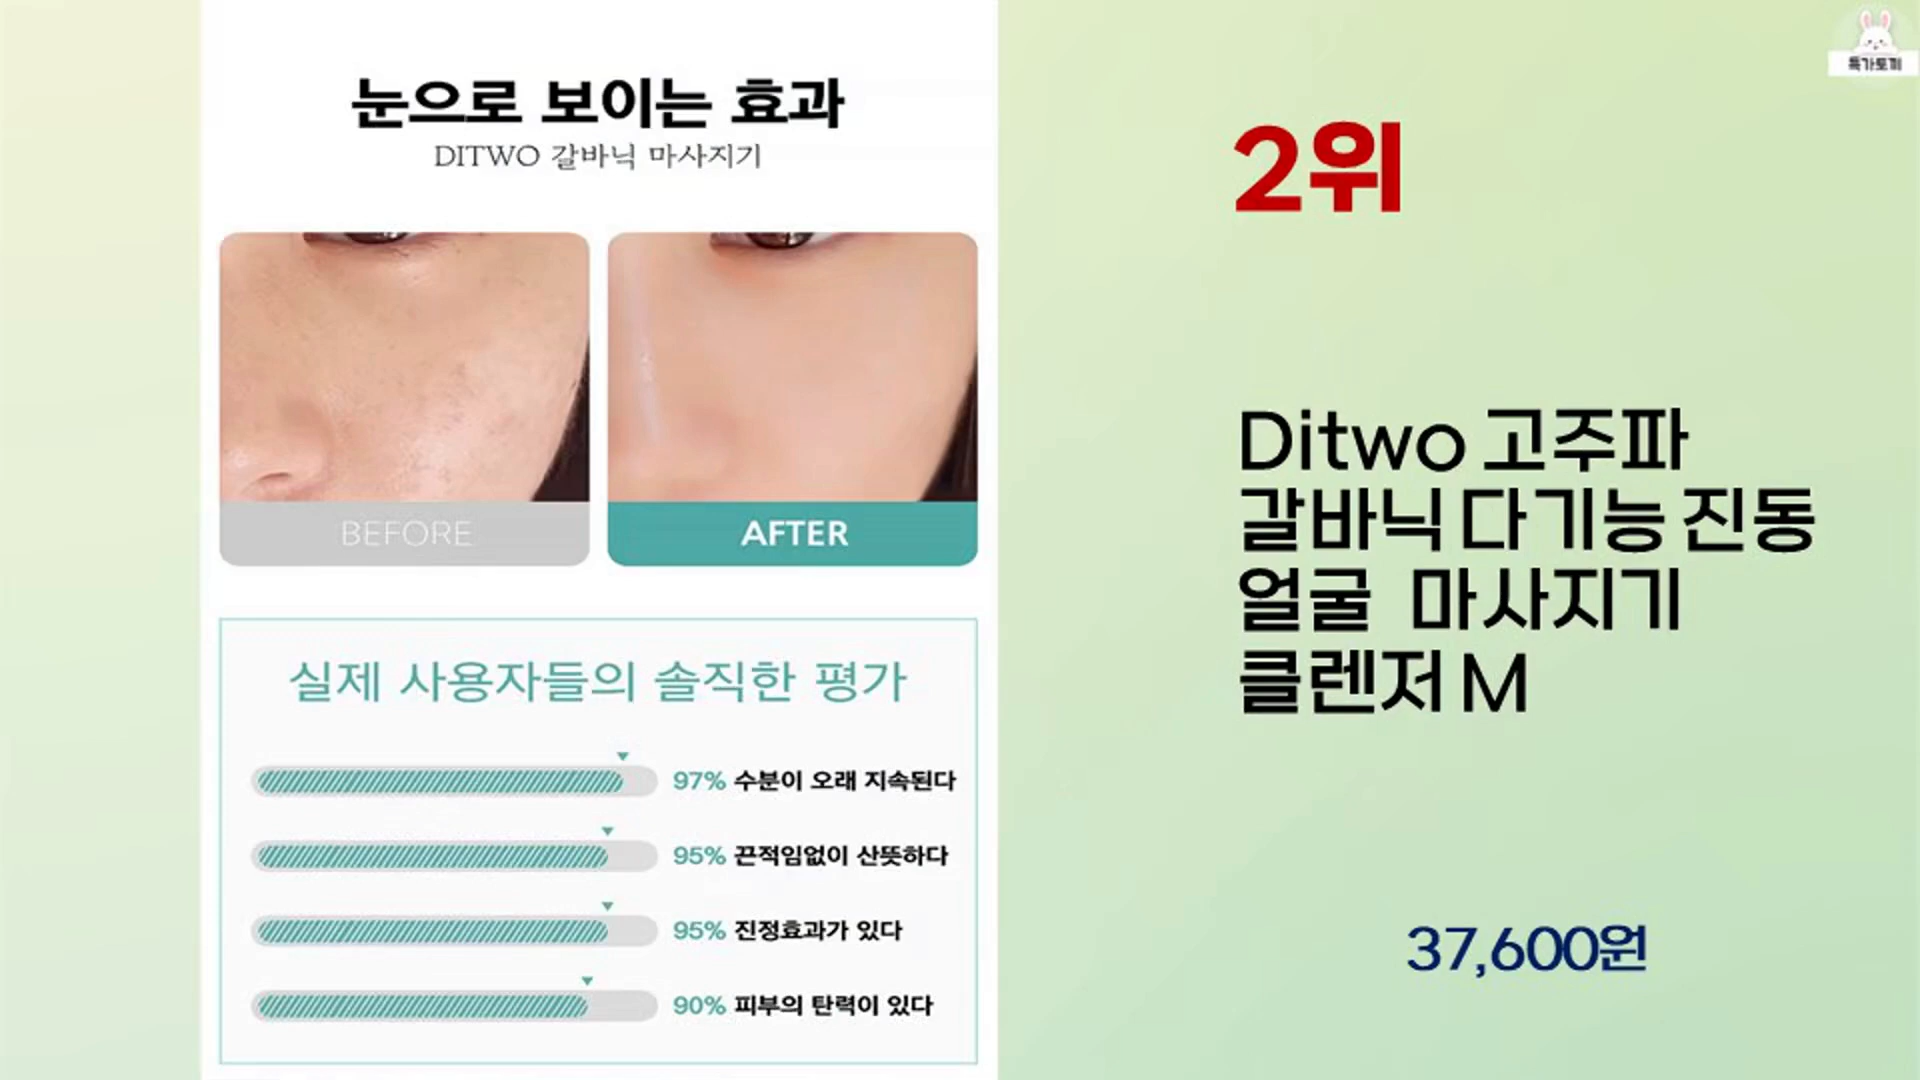 눈으로 보이는 효과
DITWO 갈바닉 마사지기
BEFORE
AFTER
실제 사용자들의 솔직한 평가
97% 수분이 오래 지속된다
95% 끈적임없이 산뜻하다
95% 진정효과가 있다
90% 피부의 탄력이 있다
특가토끼
2위
Ditwo 고주파
갈바닉 다기능 진동
얼굴 마사지기
클렌저 M
37,600원